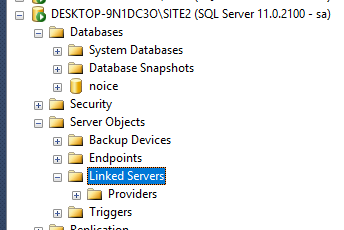 DESKTOP-9N1DC3O\SITE2 (SQL Server 11.0.2100 - sa)
Databases
System Databases
Database Snapshots
noice
Security
Server Objects
Backup Devices
Endpoints
Linked Servers
Providers
Triggers
Replication